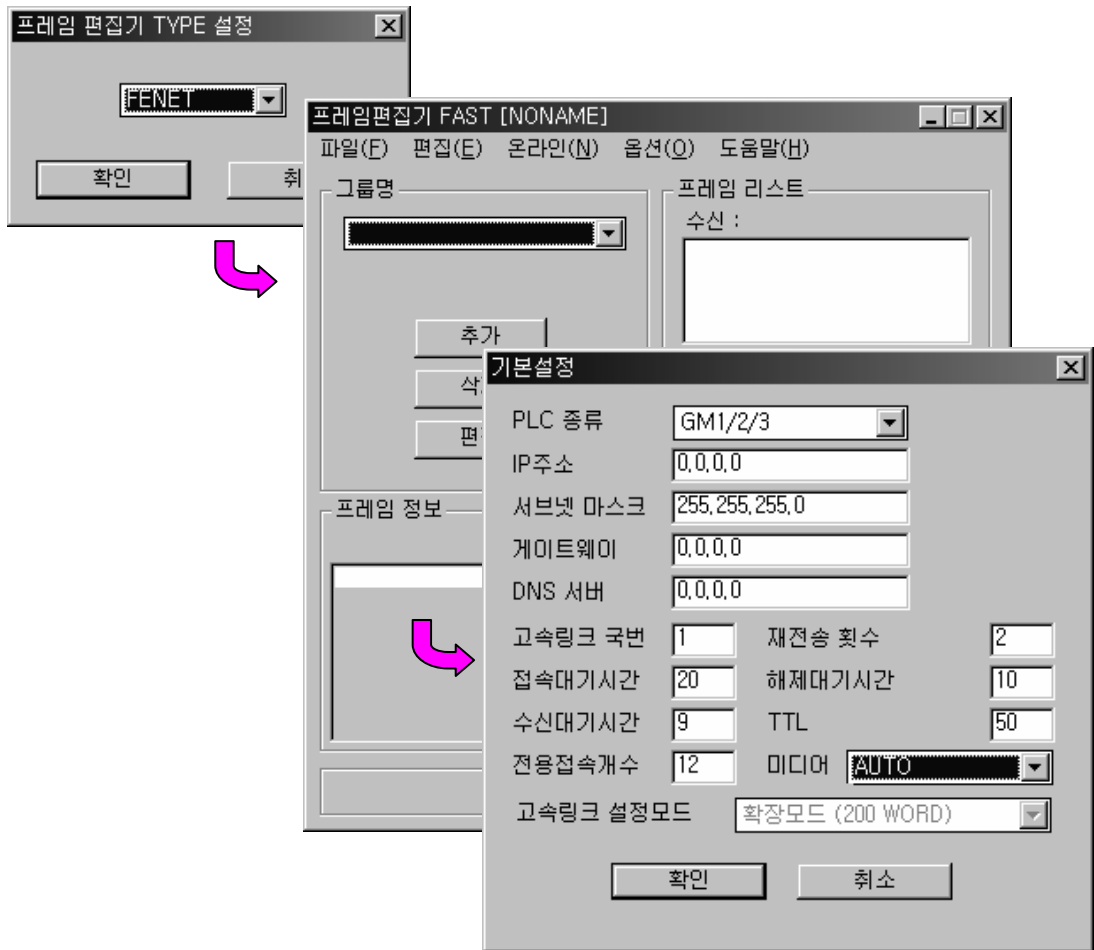 프레임 편집기 TYPE 설정
FENET
확인
프레임편집기 FAST [NONAME]
파일(F) 편집(E) 온라인(N) 옵션(O) 도움말(H)
그룹명
프레임 리스트
수신 :
추가
프레임 정보
기본설정
PLC 종류 GM1/2/3
IP주소 0,0,0,0
서브넷 마스크 255,255,255,0
게이트웨이 0,0,0,0
DNS 서버 0,0,0,0
고속링크 국번 1 재전송 횟수 2
접속대기시간 20 해제대기시간 10
수신대기시간 9 TTL 50
전용접속개수 12 미디어 AUTO
고속링크 설정모드 확장모드 (200 WORD)
확인 취소